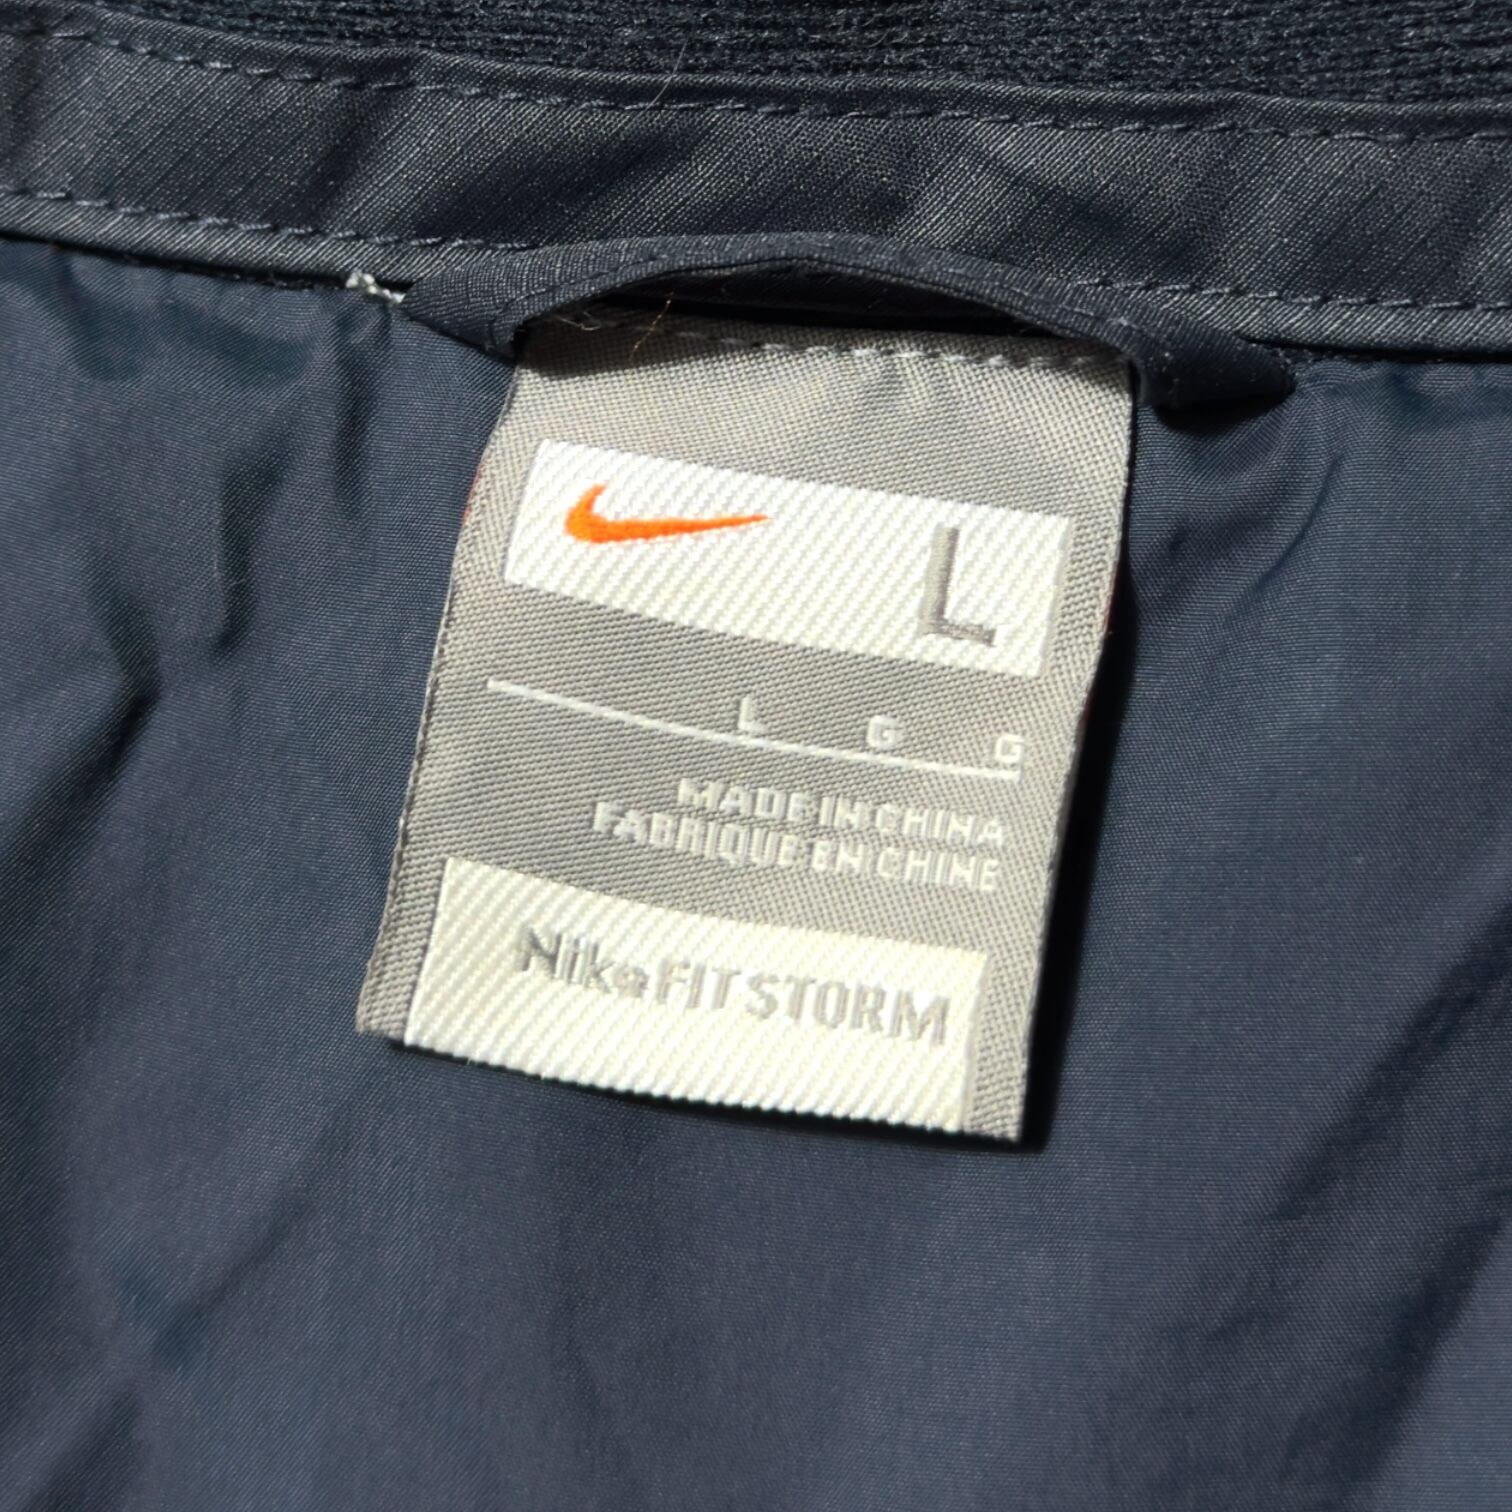 L
L G G
MADE IN CHINA
FABRIQUE EN CHINE
Nike FIT STORM